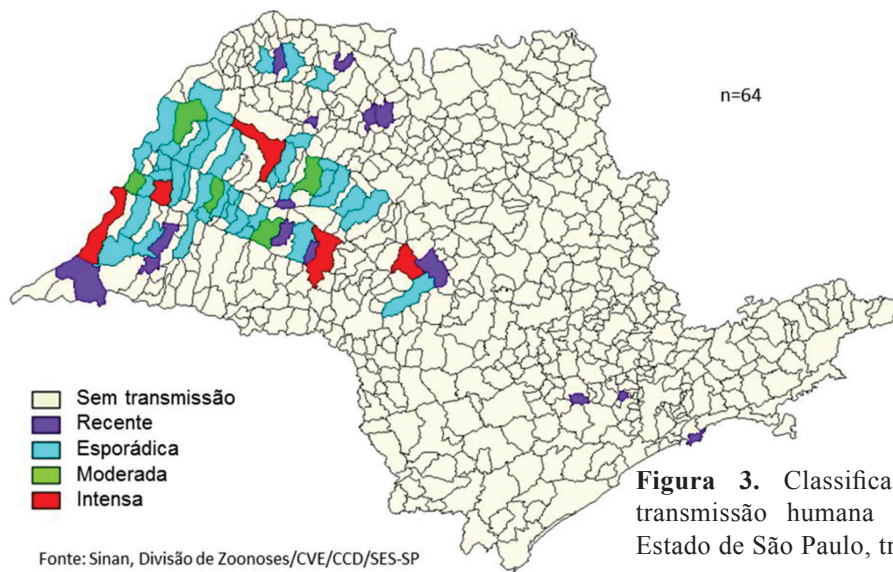 n=64
Sem transmissão
Recente
Esporádica
Moderada
Intensa
Fonte: Sinan, Divisão de Zoonoses/CVE/CCD/SES-SP
Figura 3. Classifica
transmissão humana
Estado de São Paulo, tr